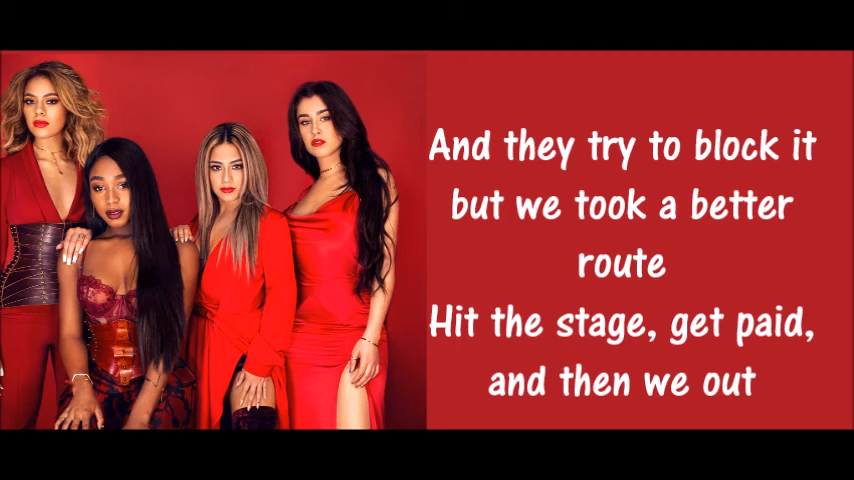 And they try to block it
but we took a better
route
Hit the stage, get paid,
and then we out